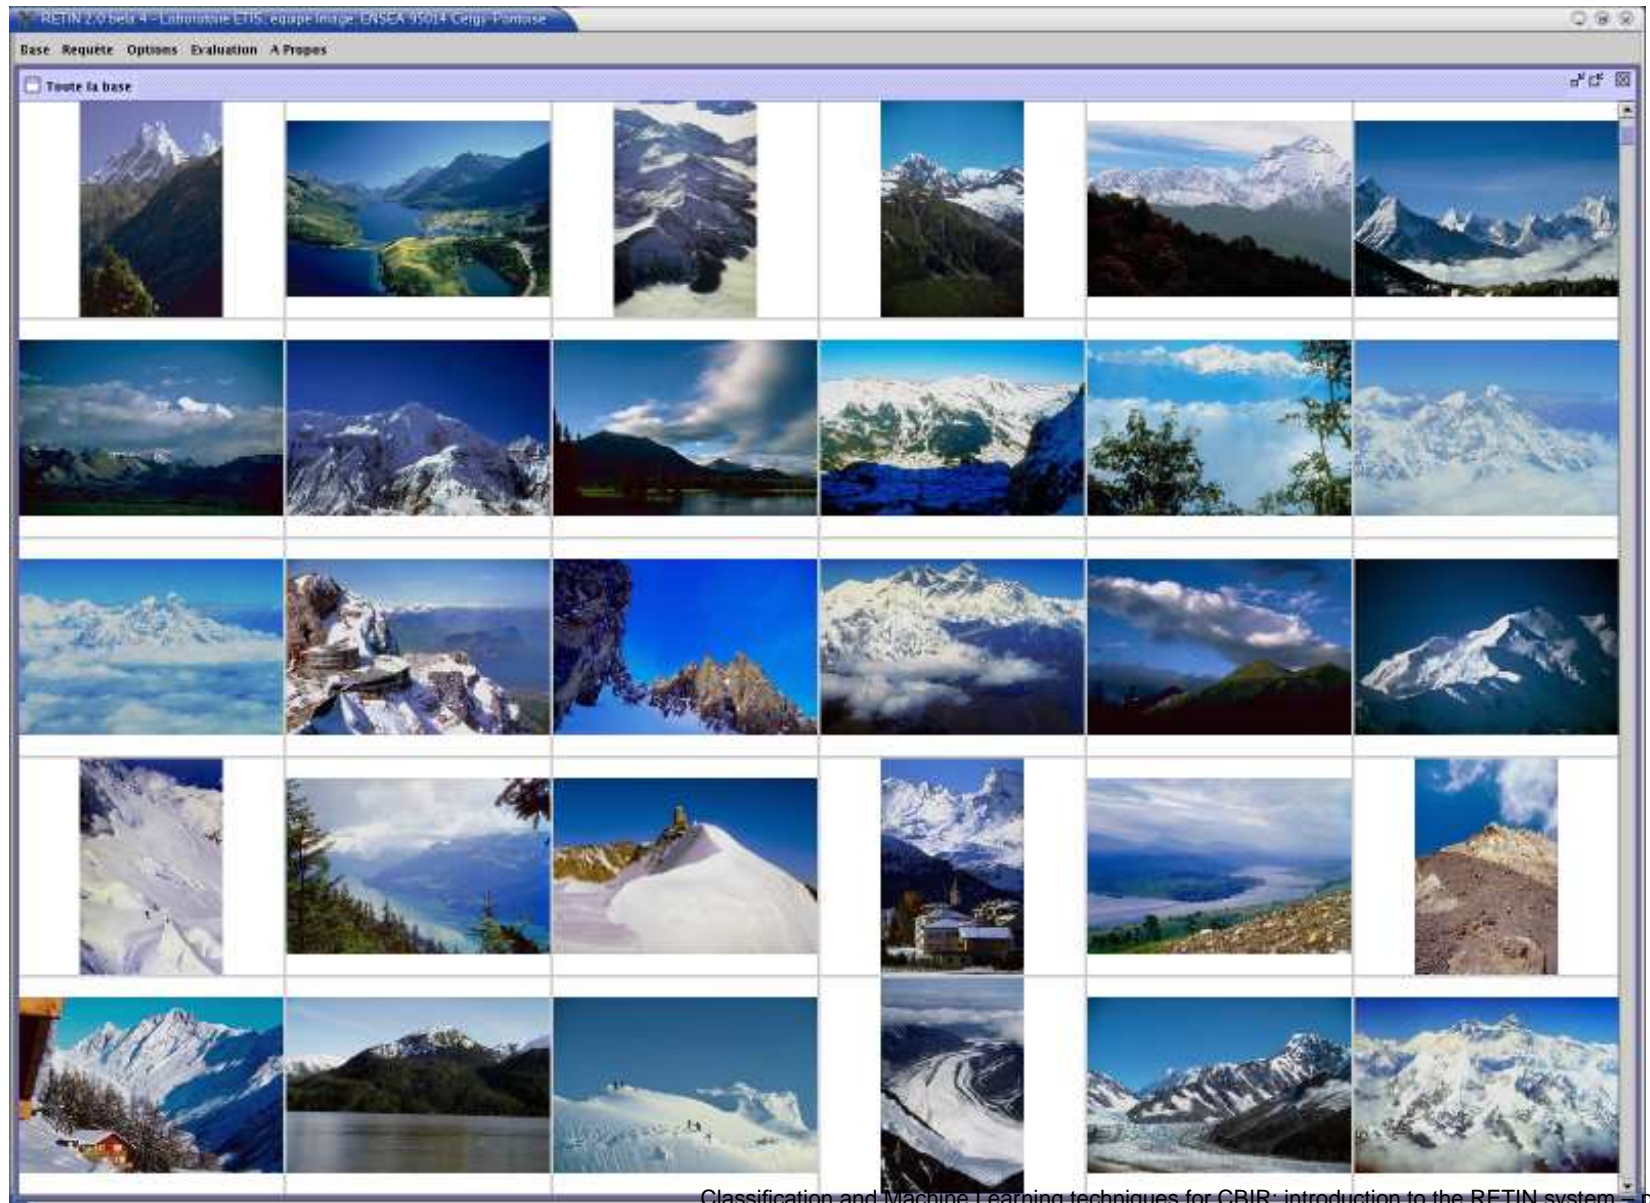 RETIN 2.0 beta 4 - Laboratoire ETIS, equipe Image, ENSEA 95014 Cergy-Pontoise
Base Requête Options Evaluation A Propos
Toute la base
Classification and Machine Learning techniques for CBIR: introduction to the RETIN system